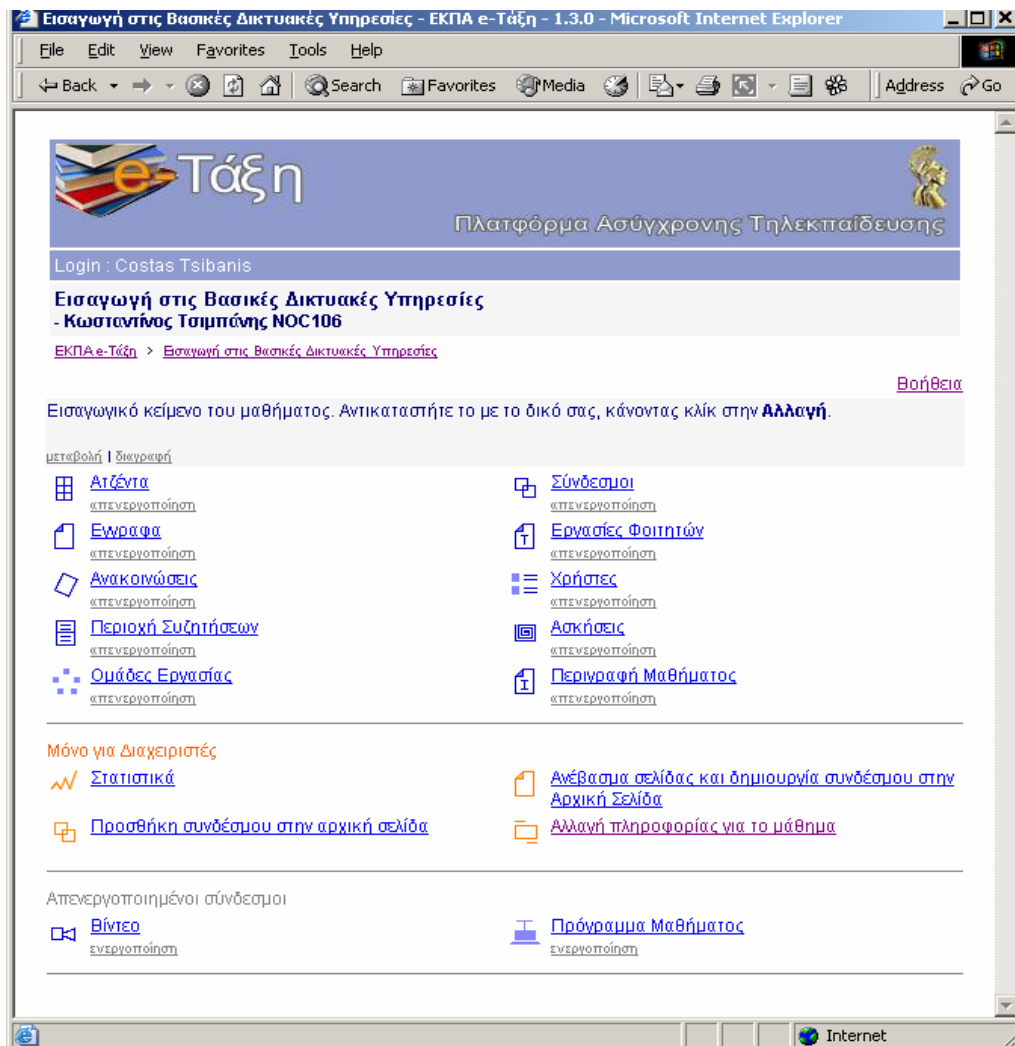 Εισαγωγή στις Βασικές Δικτυακές Υπηρεσίες - ΕΚΠΑ e-Τάξη - 1.3.0 - Microsoft Internet Explorer
File Edit View Favorites Tools Help
Back Search Favorites Media Address Go
e-Τάξη
Πλατφόρμα Ασύγχρονης Τηλεκπαίδευσης
Login : Costas Tsibanis
Εισαγωγή στις Βασικές Δικτυακές Υπηρεσίες
- Κωσταντίνος Τσιμπάνης NOC106
ΕΚΠΑ e-Τάξη > Εισαγωγή στις Βασικές Δικτυακές Υπηρεσίες
Βοήθεια
Εισαγωγικό κείμενο του μαθήματος. Αντικαταστήτε το με το δικό σας, κάνοντας κλίκ στην Αλλαγή.
μεταβολή | διαγραφή
Ατζέντα Σύνδεσμοι
απενεργοποίηση απενεργοποίηση
Εγγραφα Εργασίες Φοιτητών
απενεργοποίηση απενεργοποίηση
Ανακοινώσεις Χρήστες
απενεργοποίηση απενεργοποίηση
Περιοχή Συζητήσεων Ασκήσεις
απενεργοποίηση απενεργοποίηση
Ομάδες Εργασίας Περιγραφή Μαθήματος
απενεργοποίηση απενεργοποίηση
Μόνο για Διαχειριστές
Στατιστικά Ανέβασμα σελίδας και δημιουργία συνδέσμου στην
Αρχική Σελίδα
Προσθήκη συνδέσμου στην αρχική σελίδα Αλλαγή πληροφορίας για το μάθημα
Απενεργοποιημένοι σύνδεσμοι
Βίντεο Πρόγραμμα Μαθήματος
ενεργοποίηση ενεργοποίηση
Internet